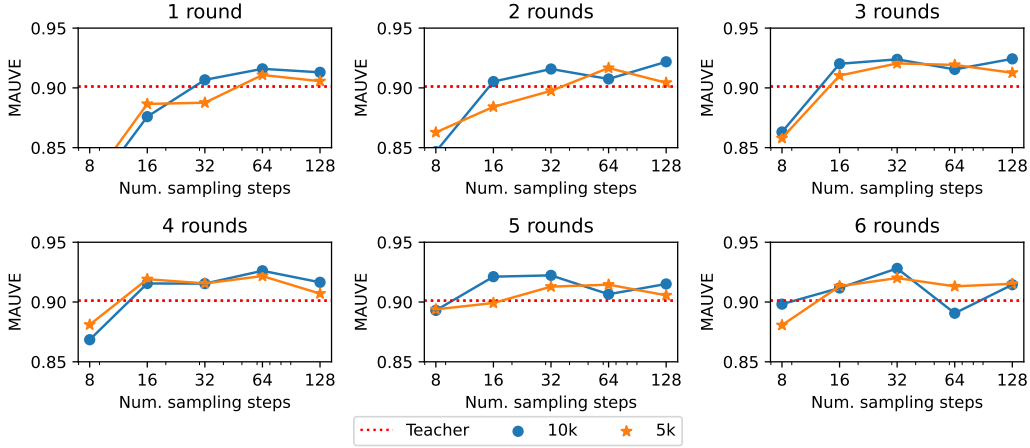 1 round
2 rounds
3 rounds
0.95
0.90
0.85
MAUVE
8 16 32 64 128
Num. sampling steps
0.95
0.90
0.85
MAUVE
8 16 32 64 128
Num. sampling steps
0.95
0.90
0.85
MAUVE
8 16 32 64 128
Num. sampling steps
4 rounds
5 rounds
6 rounds
0.95
0.90
0.85
MAUVE
8 16 32 64 128
Num. sampling steps
0.95
0.90
0.85
MAUVE
8 16 32 64 128
Num. sampling steps
0.95
0.90
0.85
MAUVE
8 16 32 64 128
Num. sampling steps
Teacher 10k 5k